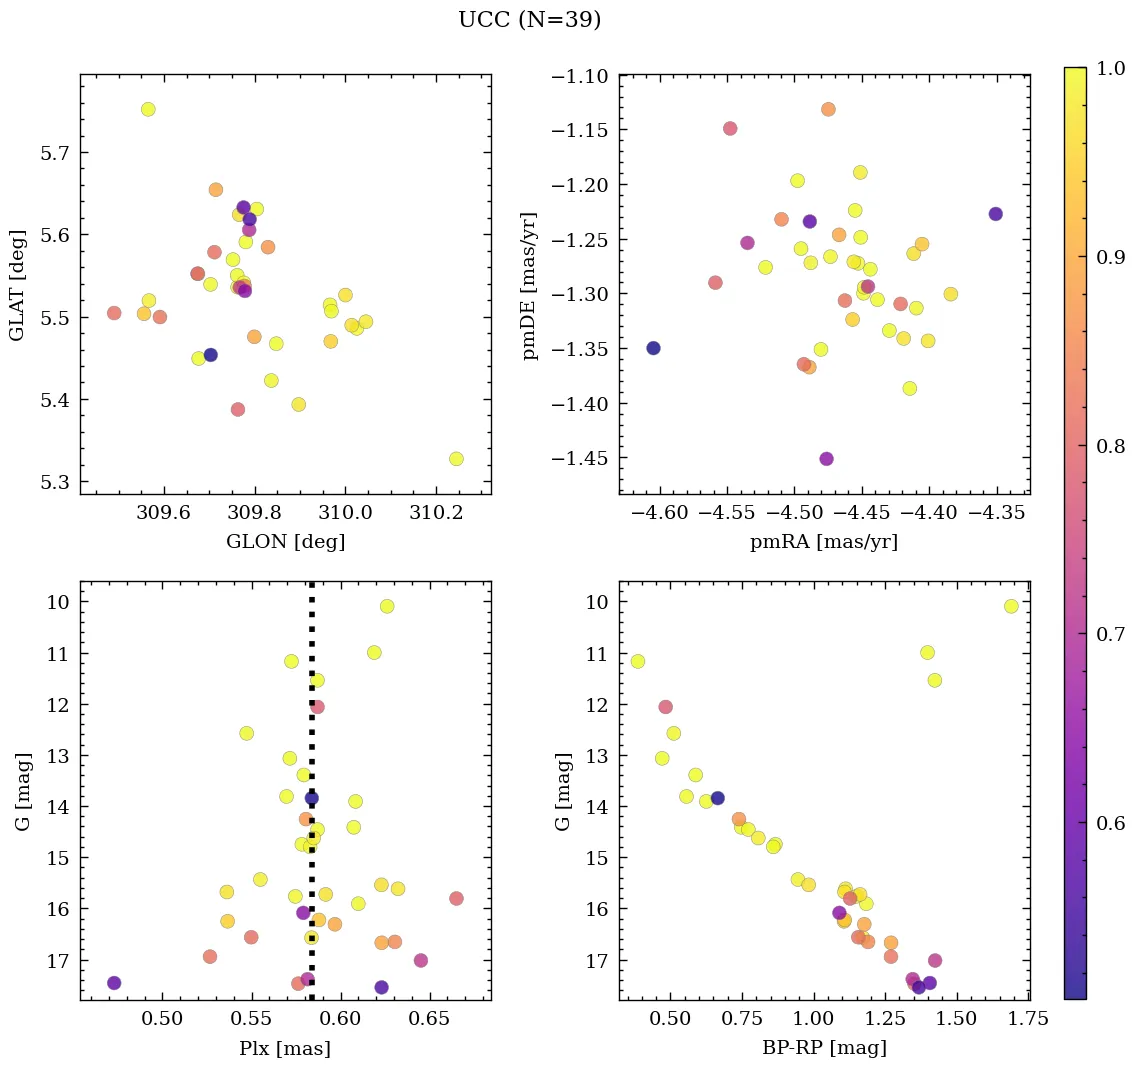 UCC (N=39)
5.7
5.6
5.5
5.4
5.3
GLAT [deg]
309.6 309.8 310.0 310.2
GLON [deg]
−1.10
−1.15
−1.20
−1.25
−1.30
−1.35
−1.40
−1.45
pmDE [mas/yr]
−4.60 −4.55 −4.50 −4.45 −4.40 −4.35
pmRA [mas/yr]
10
11
12
13
14
15
16
17
G [mag]
0.50 0.55 0.60 0.65
Plx [mas]
10
11
12
13
14
15
16
17
G [mag]
0.50 0.75 1.00 1.25 1.50 1.75
BP-RP [mag]
1.0
0.9
0.8
0.7
0.6